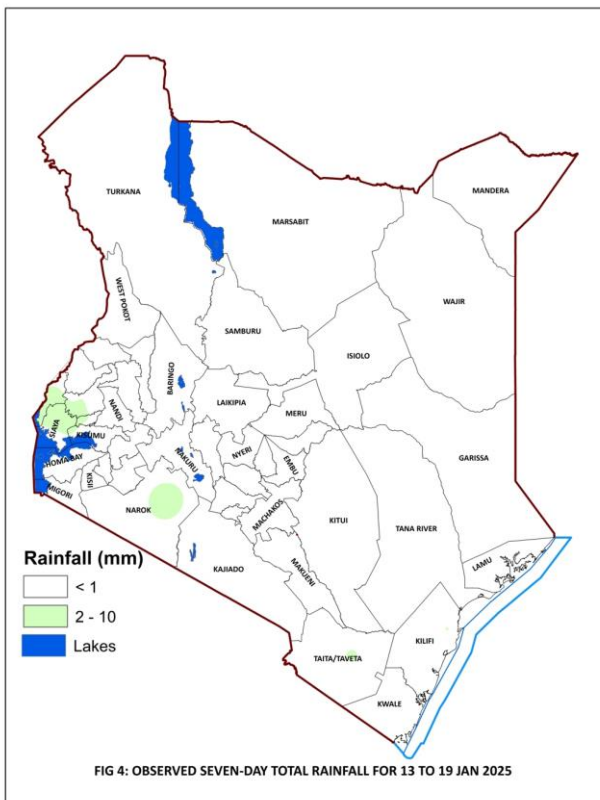 TURKANA
MANDERA
MARSABIT
WEST POKOT
WAJIR
SAMBURU
ISIOLO
BARINGO
LAIKIPIA
MERU
NANDI
SIAYA
KISUMU
HOMA BAY
NAKURU
NYERI
EMBU
GARISSA
KISII
MIGORI
NAROK
MACHAKOS
KITUI
TANA RIVER
KAJIADO
MAKUENI
LAMU
Rainfall (mm)
< 1
2 - 10
Lakes
KILIFI
TAITA/TAVETA
KWALE
FIG 4: OBSERVED SEVEN-DAY TOTAL RAINFALL FOR 13 TO 19 JAN 2025